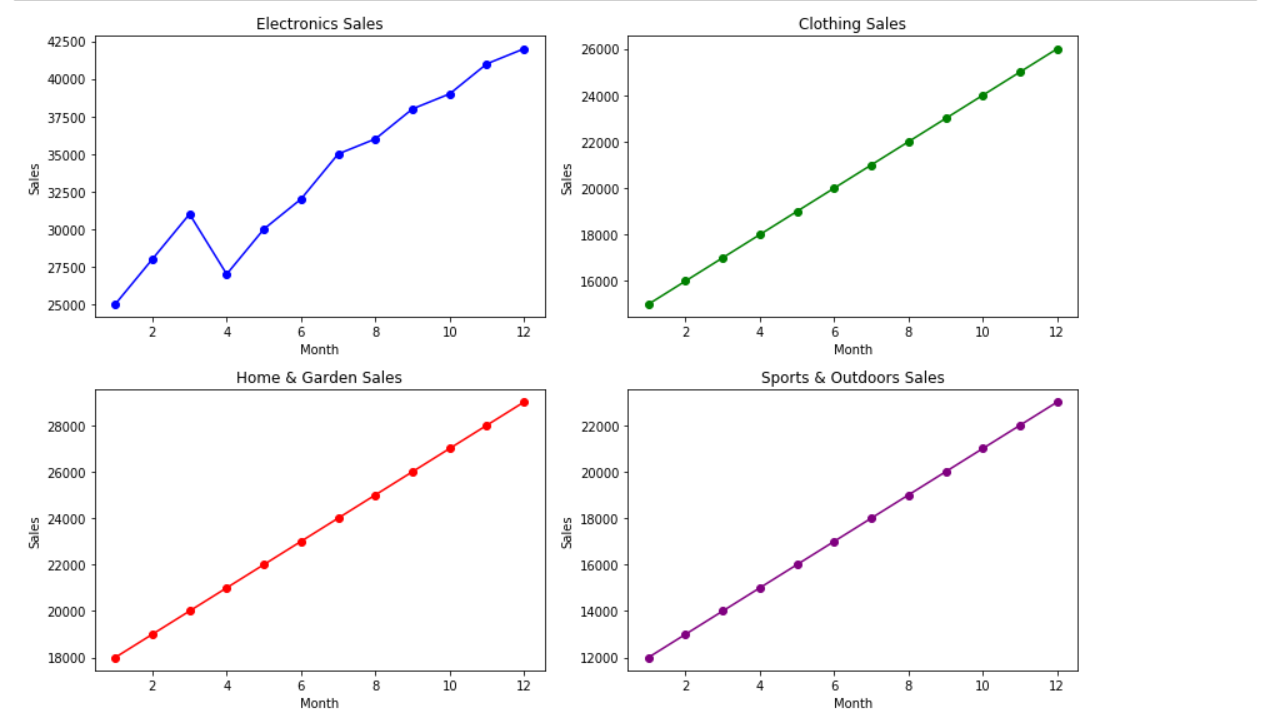 Electronics Sales
42500
40000
37500
35000
32500
30000
27500
25000
Sales
2 4 6 8 10 12
Month
Clothing Sales
26000
24000
22000
20000
18000
16000
Sales
2 4 6 8 10 12
Month
Home & Garden Sales
28000
26000
24000
22000
20000
18000
Sales
2 4 6 8 10 12
Month
Sports & Outdoors Sales
22000
20000
18000
16000
14000
12000
Sales
2 4 6 8 10 12
Month